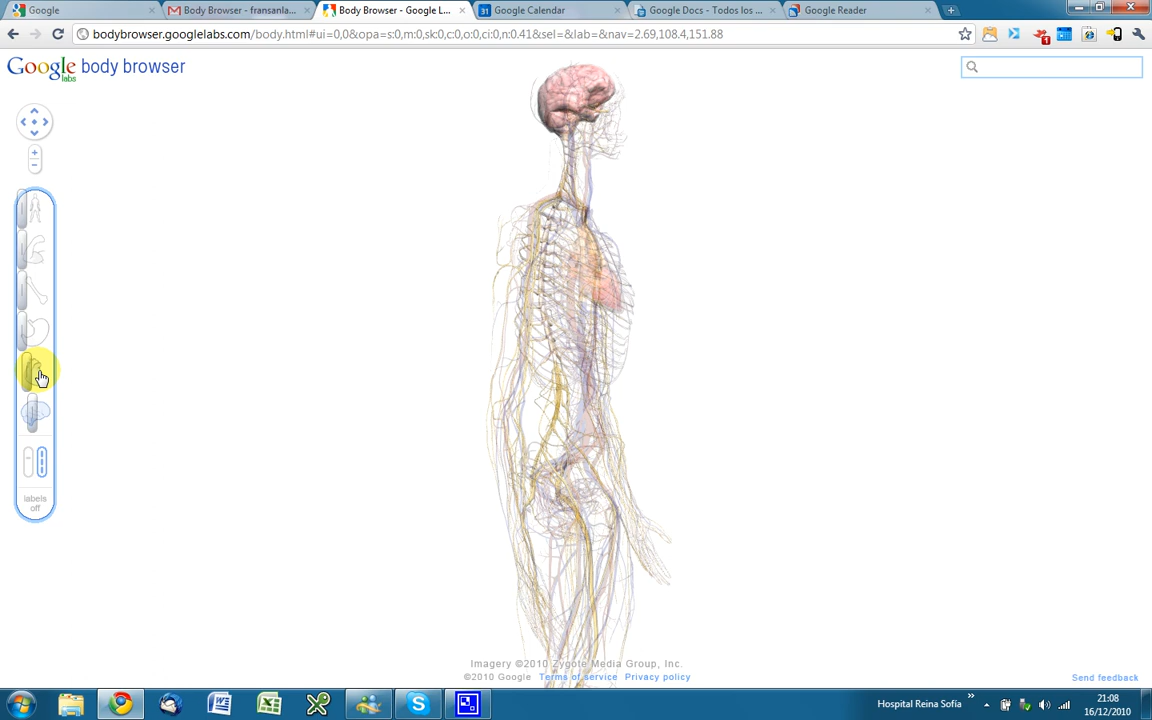 Google
Body Browser - fransanla...
Body Browser - Google L...
Google Calendar
Google Docs - Todos los ...
Google Reader
bodybrowser.googlelabs.com/body.html#ui=0,0&opa=s:0,m:0,sk:0,c:0,o:0,ci:0,n:0.41&sel=&lab=&nav=2.69,108.4,151.88
Google labs body browser
labels
off
Imagery ©2010 Zygote Media Group, Inc.
©2010 Google Terms of service Privacy policy
Send feedback
Hospital Reina Sofía
21:08
16/12/2010